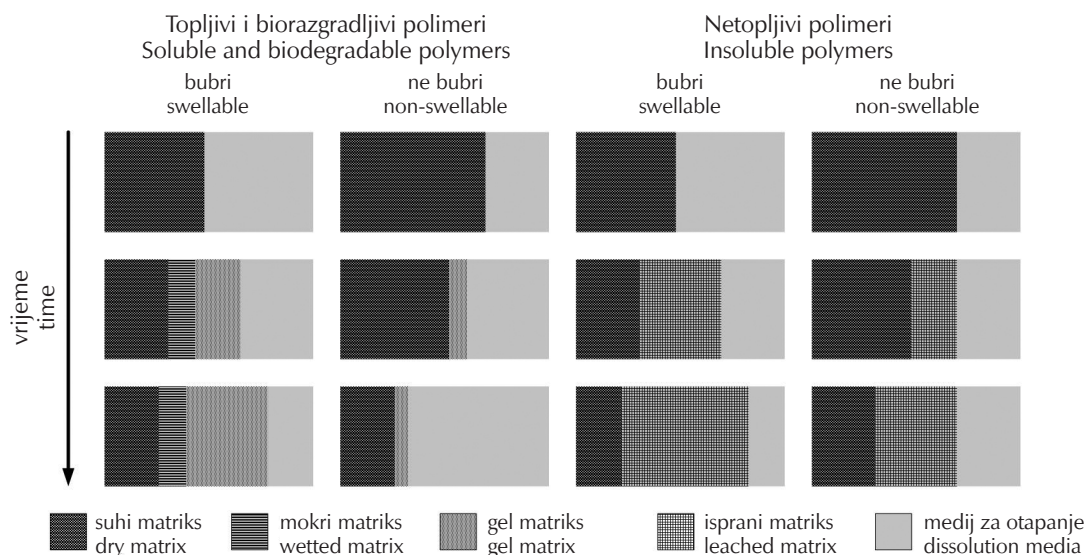 Topljivi i biorazgradljivi polimeri
Soluble and biodegradable polymers
Netopljivi polimeri
Insoluble polymers
bubri
swellable
ne bubri
non-swellable
bubri
swellable
ne bubri
non-swellable
vrijeme
time
suhi matriks
dry matrix
mokri matriks
wetted matrix
gel matriks
gel matrix
isprani matriks
leached matrix
medij za otapanje
dissolution media